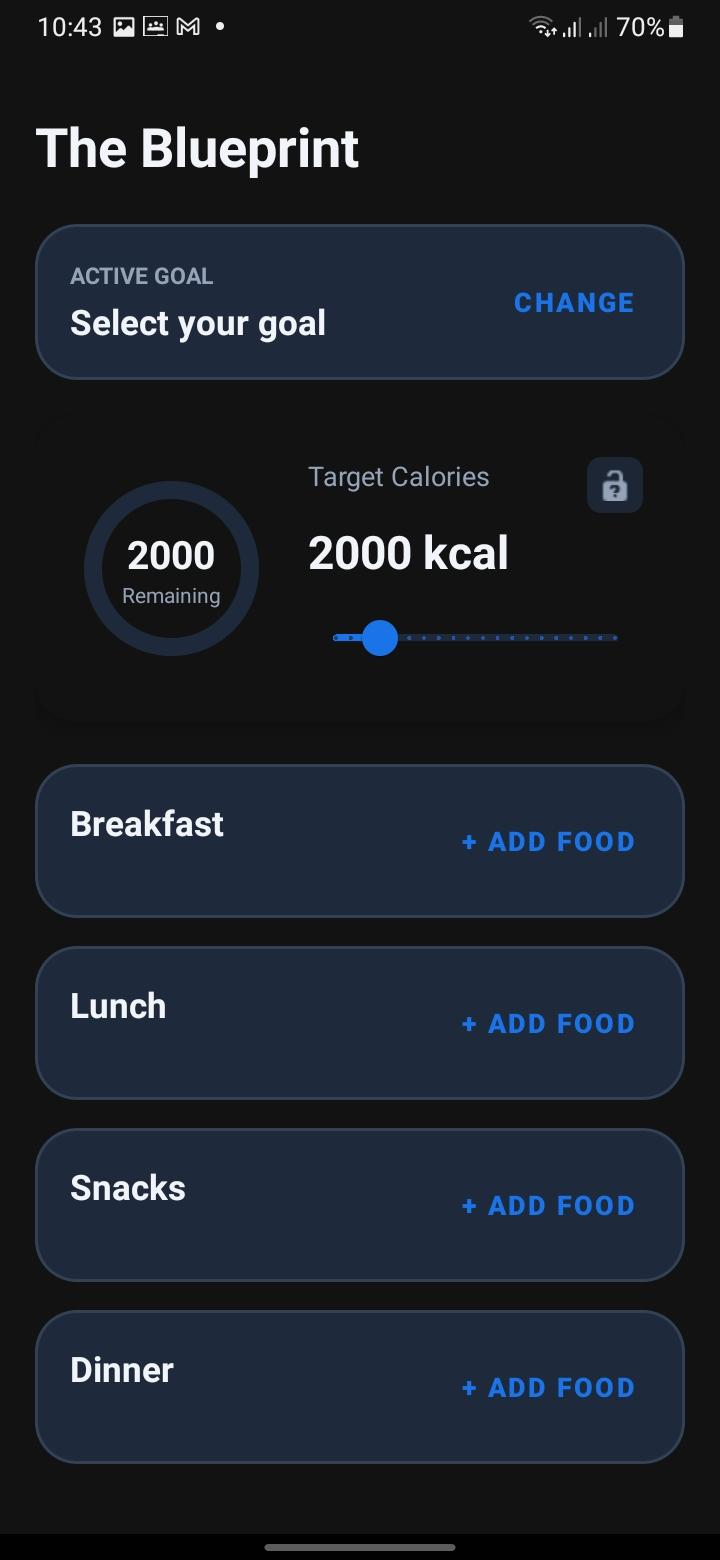 10:43
70%
The Blueprint
ACTIVE GOAL
Select your goal
CHANGE
Target Calories
2000 kcal
2000
Remaining
Breakfast
+ ADD FOOD
Lunch
+ ADD FOOD
Snacks
+ ADD FOOD
Dinner
+ ADD FOOD